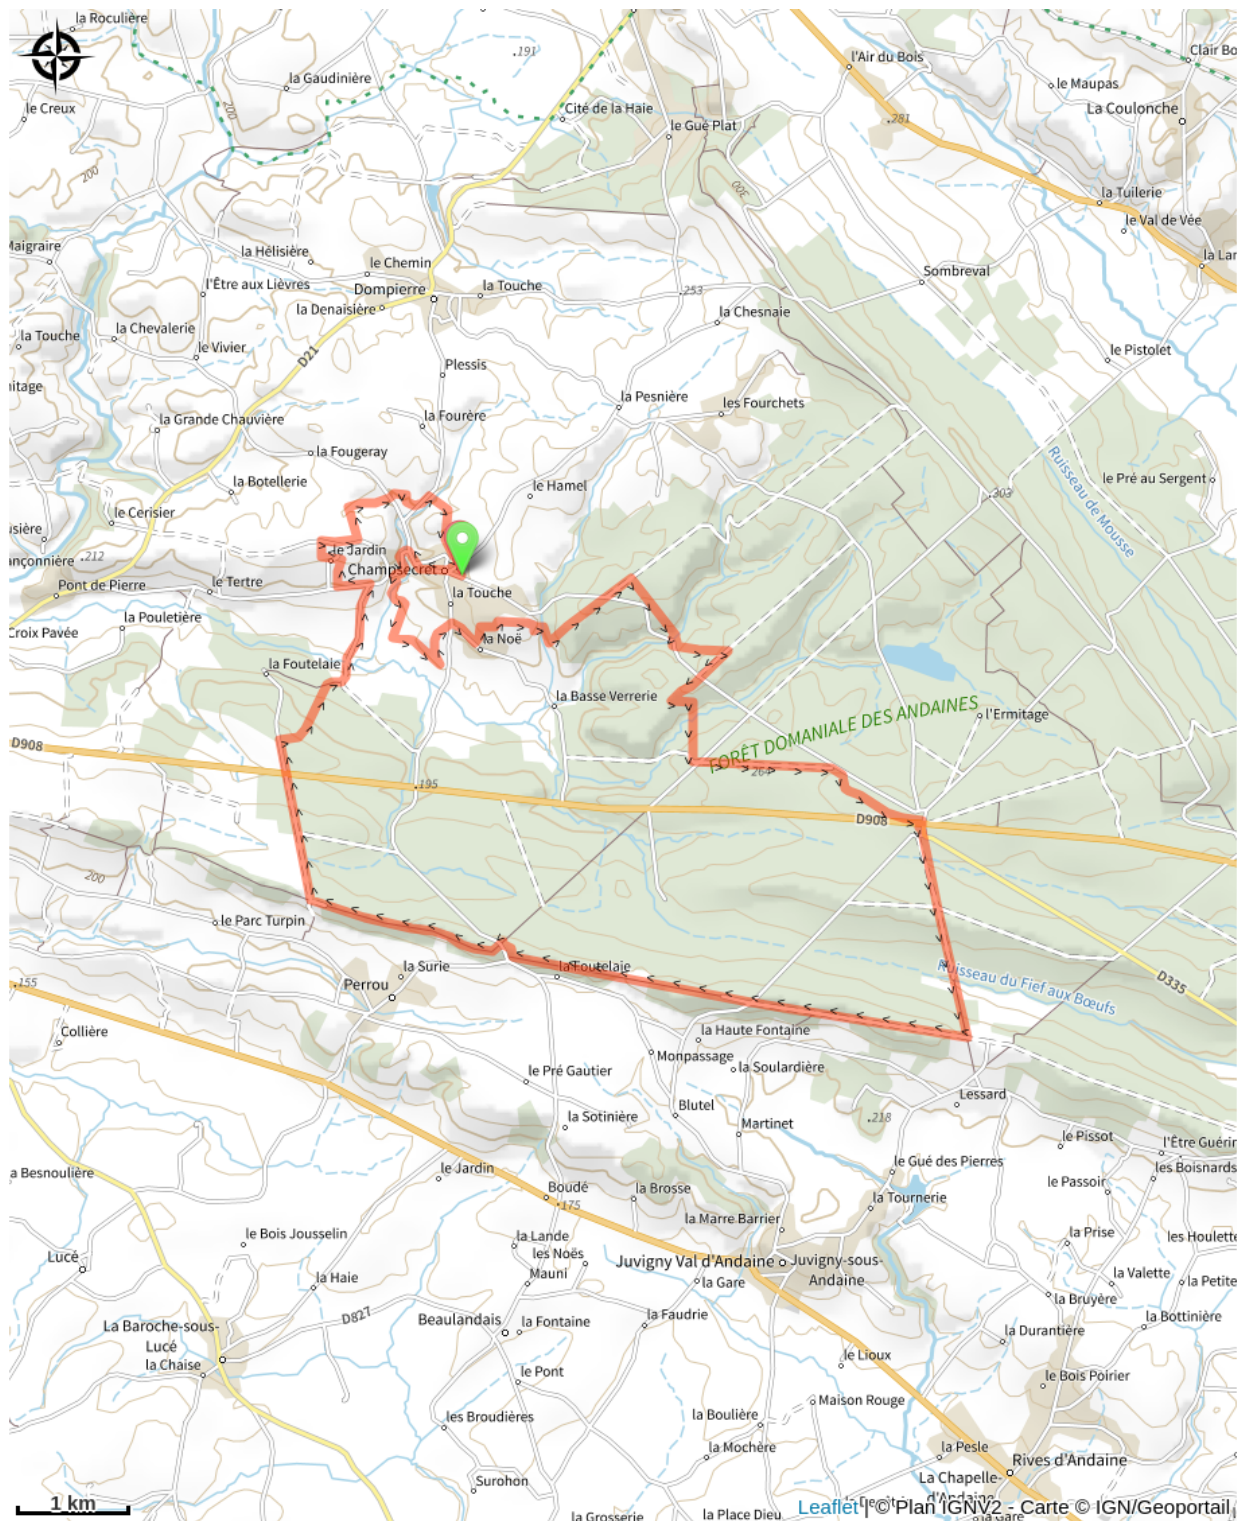 la Roculière
.191
l'Air du Bois
Clair Bo
la Gaudinière
le Maupas
le Creux
200
Cité de la Haie
La Coulonche
le Gué Plat
.281
200
300
la Tuilerie
le Val de Vée
Maigraire
la Hélisière
la Lar
le Chemin
Sombreval
l'Être aux Lièvres
Dompierre
la Touche
.253
la Denaisière
la Chesnaie
la Chevalerie
la Touche
le Vivier
D21
le Pistolet
Plessis
nitage
la Pesnière
les Fourchets
la Grande Chauvière
la Fourère
la Fougeray
Ruisseau de Mousse
le Pré au Sergent
la Botellerie
le Hamel
.303
le Cerisier
usière
le Jardin
.212
ançonnière
Champsecret
Pont de Pierre
le Tertre
la Touche
la Pouletière
Croix Pavée
la Noë
la Foutelaie
la Basse Verrerie
l'Ermitage
FORÊT DOMANIALE DES ANDAINES
D908
264
.195
D908
200
le Parc Turpin
la Surie
la Foutelaie
Ruisseau du Fief aux Bœufs
D335
.155
Perrou
Collière
la Haute Fontaine
Monpassage
la Soulardière
le Pré Gautier
Lessard
Blutel
la Sotinière
.218
Martinet
le Pissot
l'Être Guérin
le Gué des Pierres
a Besnoulière
le Jardin
les Boisnards
Boudé
la Brosse
le Passoir
la Tournerie
.175
la Marre Barrier
le Bois Jousselin
la Lande
la Prise
les Houlette
Lucé
les Noës
Juvigny Val d'Andaine
Juvigny-sous-
Andaine
Mauni
la Haie
la Gare
la Valette
la Petite
la Bruyère
D827
la Faudrie
La Baroche-sous-
Lucé
Beaulandais
la Fontaine
la Bottinière
la Durantière
la Chaise
le Lioux
le Pont
le Bois Poirier
Maison Rouge
les Broudières
la Boulière
la Mochère
la Pesle
Rives d'Andaine
Surohon
La Chapelle-
d'Andaine
1 km
la Grosserie
la Place Dieu
la Gare
Leaflet | © Plan IGNV2 - Carte © IGN/Geoportail